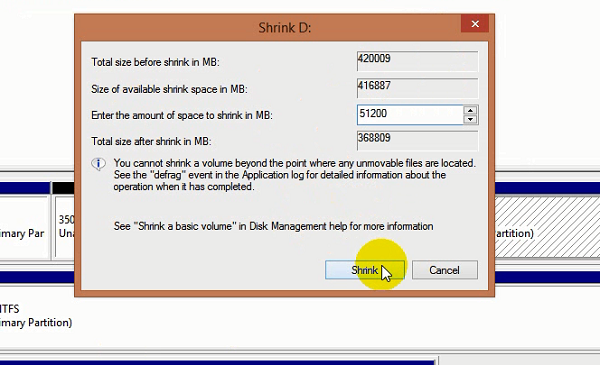 Shrink D:
Total size before shrink in MB: 420009
Size of available shrink space in MB: 416887
Enter the amount of space to shrink in MB: 51200
Total size after shrink in MB: 368809
You cannot shrink a volume beyond the point where any unmovable files are located.
See the "defrag" event in the Application log for detailed information about the
operation when it has completed.
See "Shrink a basic volume" in Disk Management help for more information
Shrink Cancel
350
imary Par Una artition)
NTFS
imary Partition)